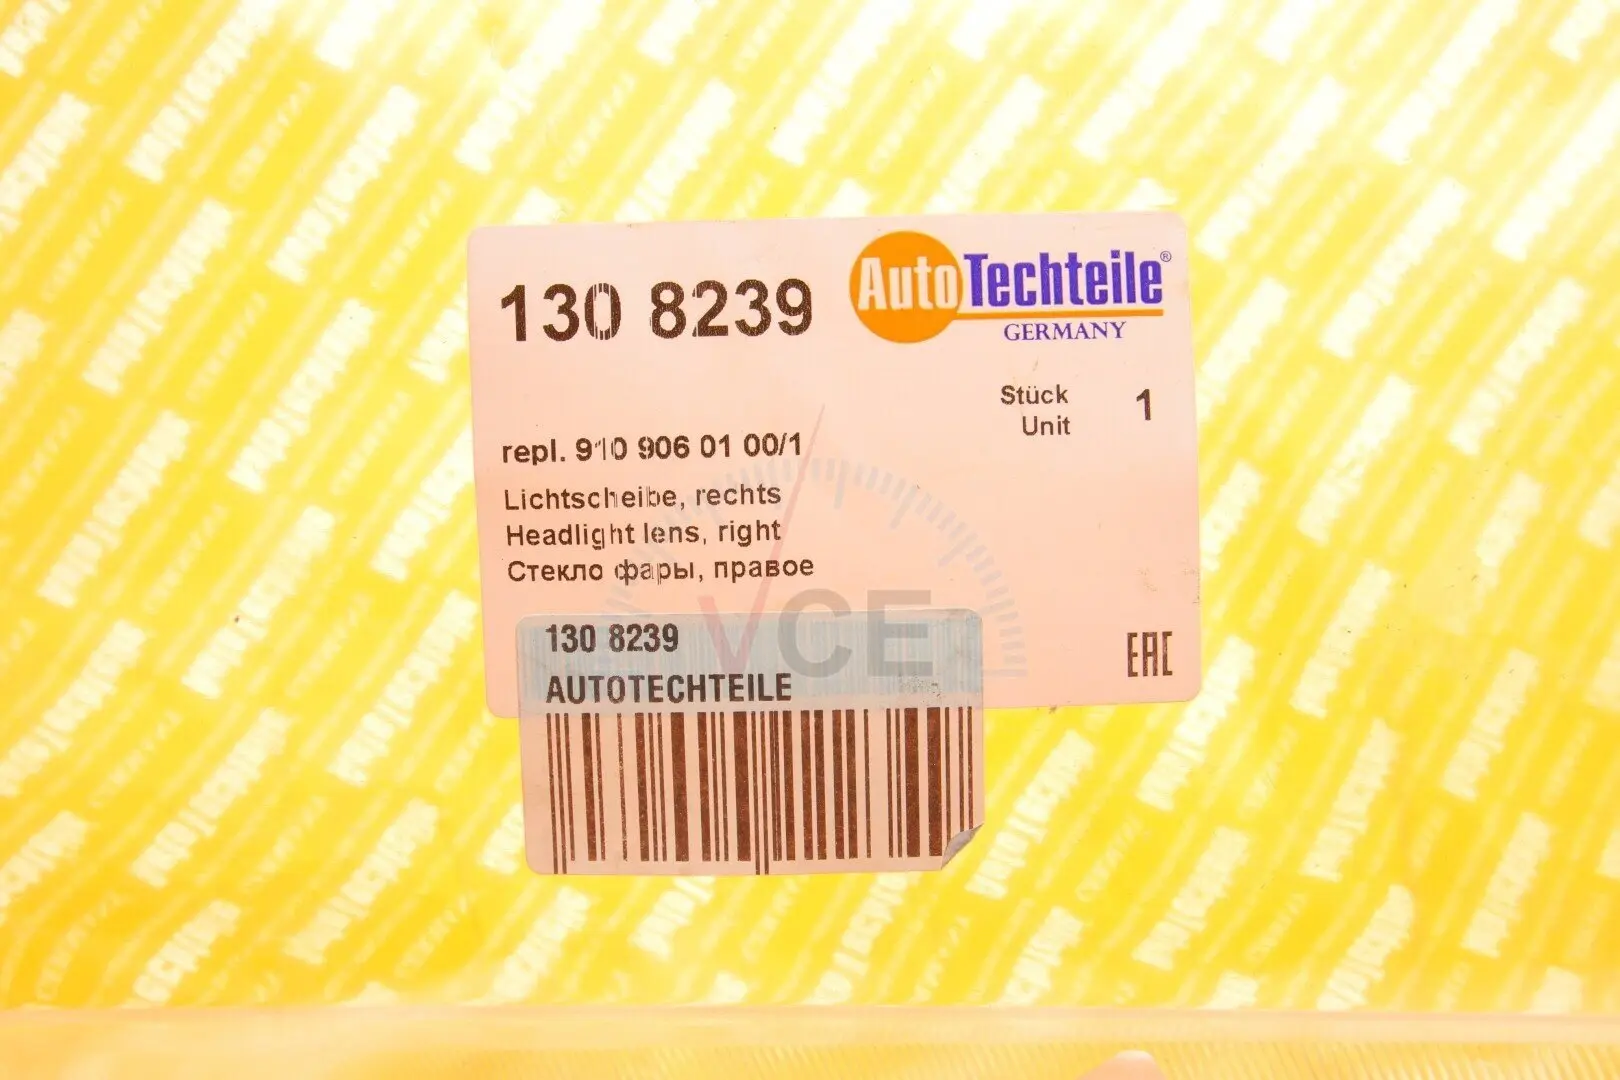 130 8239
AutoTechteile®
GERMANY
Stück 1
Unit
repl. 910 906 01 00/1
Lichtscheibe, rechts
Headlight lens, right
Стекло фары, правое
VCE
130 8239
AUTOTECHTEILE
EAC